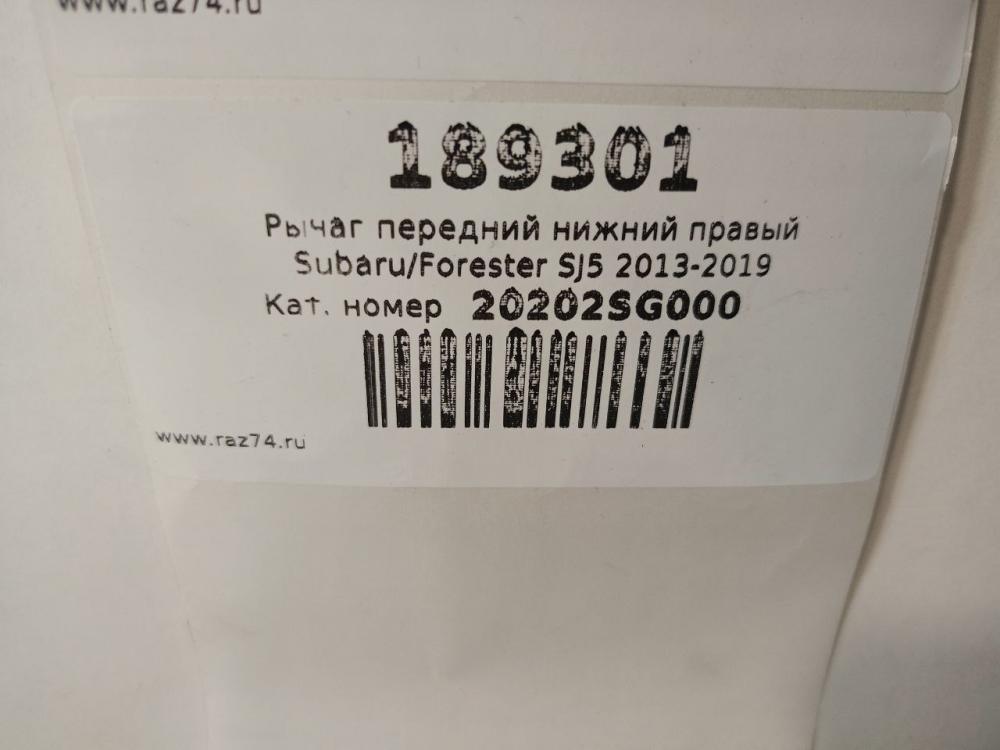 www.raz74.ru
189301
Рычаг передний нижний правый
Subaru/Forester SJ5 2013-2019
Кат. номер 20202SG000
www.raz74.ru